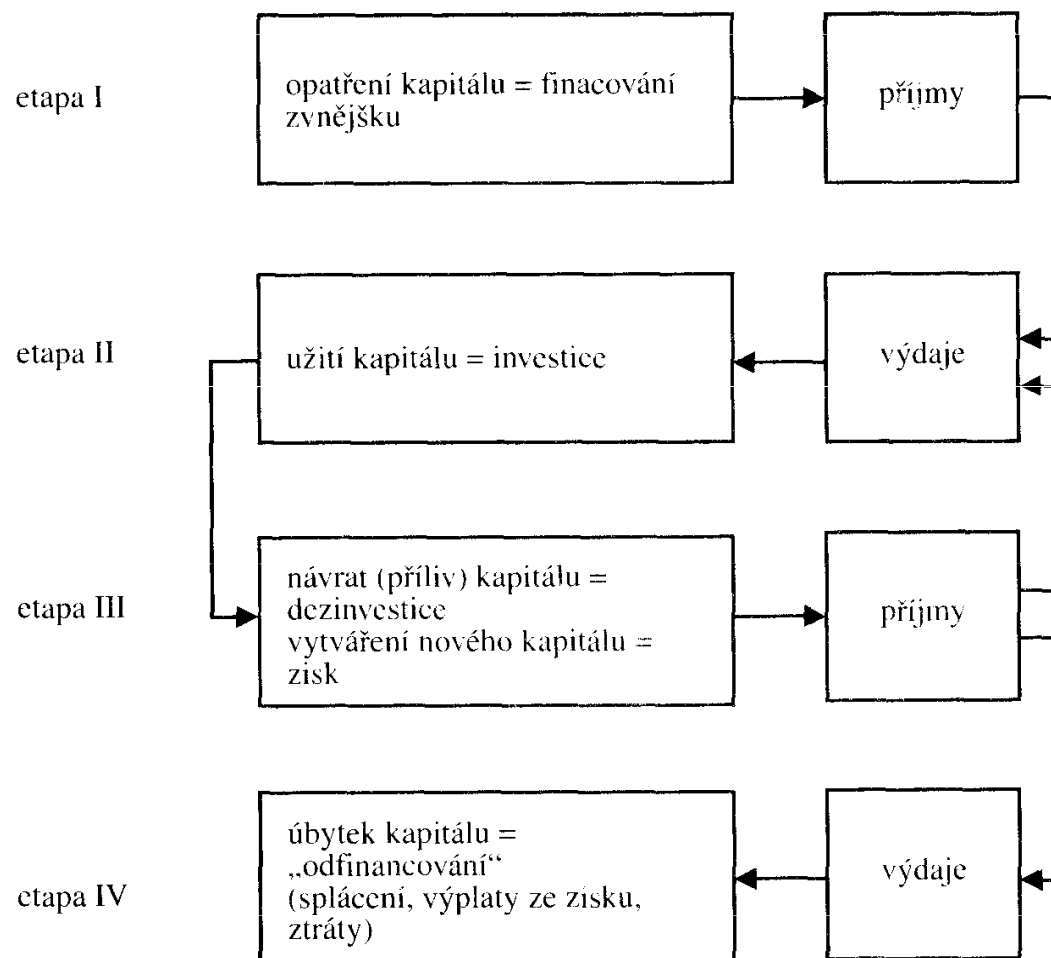 etapa I
opatření kapitálu = finacování
zvnějšku
příjmy
etapa II
užití kapitálu = investice
výdaje
etapa III
návrat (příliv) kapitálu =
dezinvestice
vytváření nového kapitálu =
zisk
příjmy
etapa IV
úbytek kapitálu =
„odfinancování“
(splácení, výplaty ze zisku,
ztráty)
výdaje